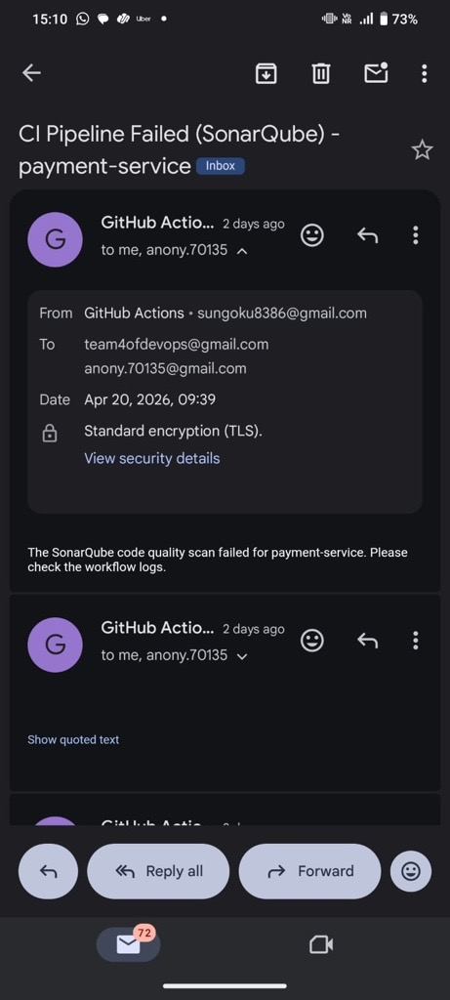 15:10
Uber
Vo
NR
73%
CI Pipeline Failed (SonarQube) -
payment-service Inbox
G
GitHub Actio... 2 days ago
to me, anony.70135
From GitHub Actions • sungoku8386@gmail.com
To team4ofdevops@gmail.com
anony.70135@gmail.com
Date Apr 20, 2026, 09:39
Standard encryption (TLS).
View security details
The SonarQube code quality scan failed for payment-service. Please
check the workflow logs.
G
GitHub Actio... 2 days ago
to me, anony.70135
Show quoted text
Reply all
Forward
72